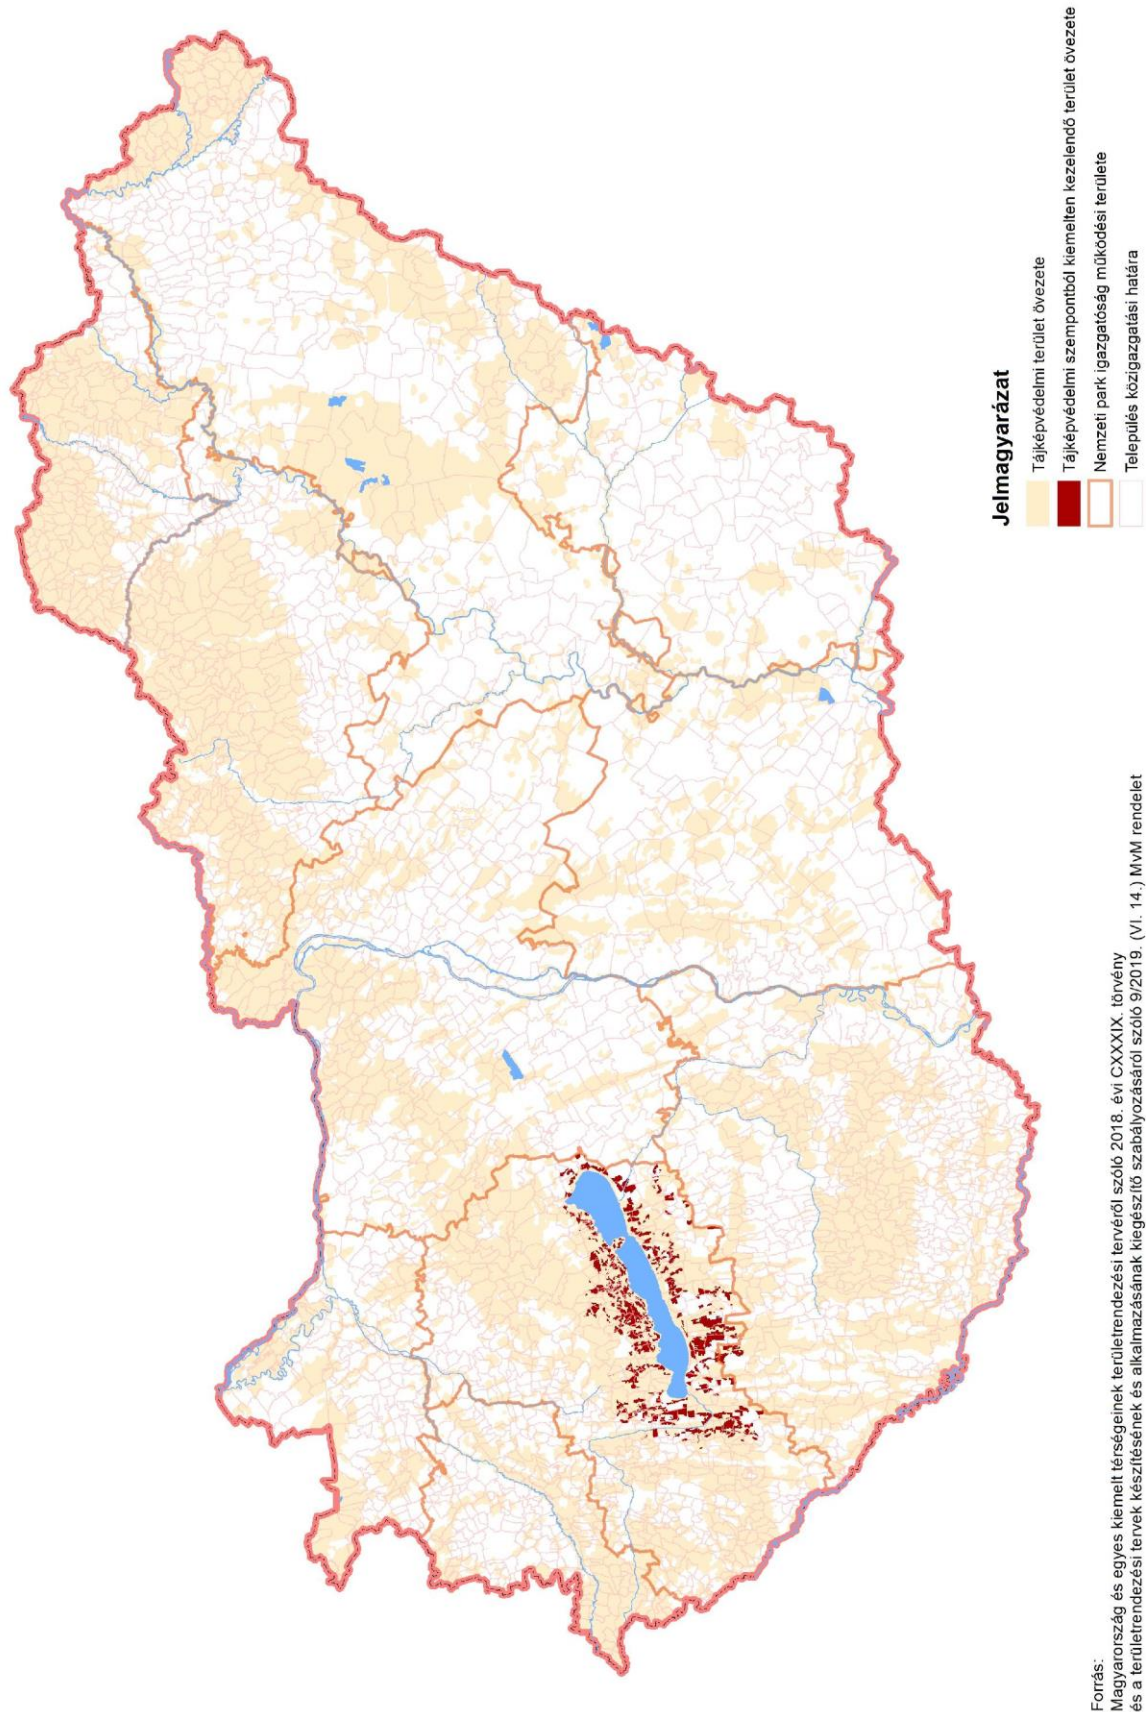 Jelmagyarázat
Tájképvédelmi terület övezete
Tájképvédelmi szempontból kiemelten kezelendő terület övezete
Nemzeti park igazgatóság működési területe
Település közigazgatási határa
Forrás:
Magyarország és egyes kiemelt térségeinek területrendezési tervéről szóló 2018. évi CXXXIX. törvény
és a területrendezési tervek készítésének és alkalmazásának kiegészítő szabályozásáról szóló 9/2019. (VI. 14.) MvM rendelet